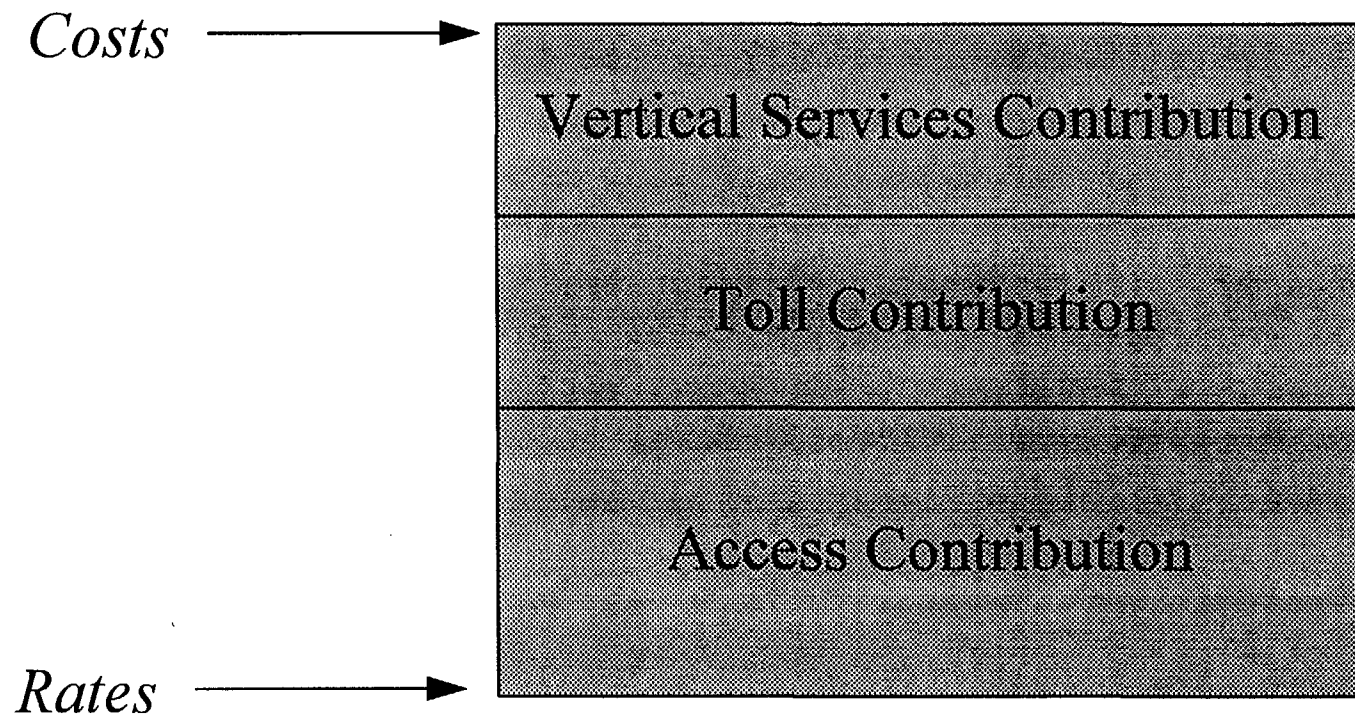 Costs
Vertical Services Contribution
Toll Contribution
Access Contribution
Rates